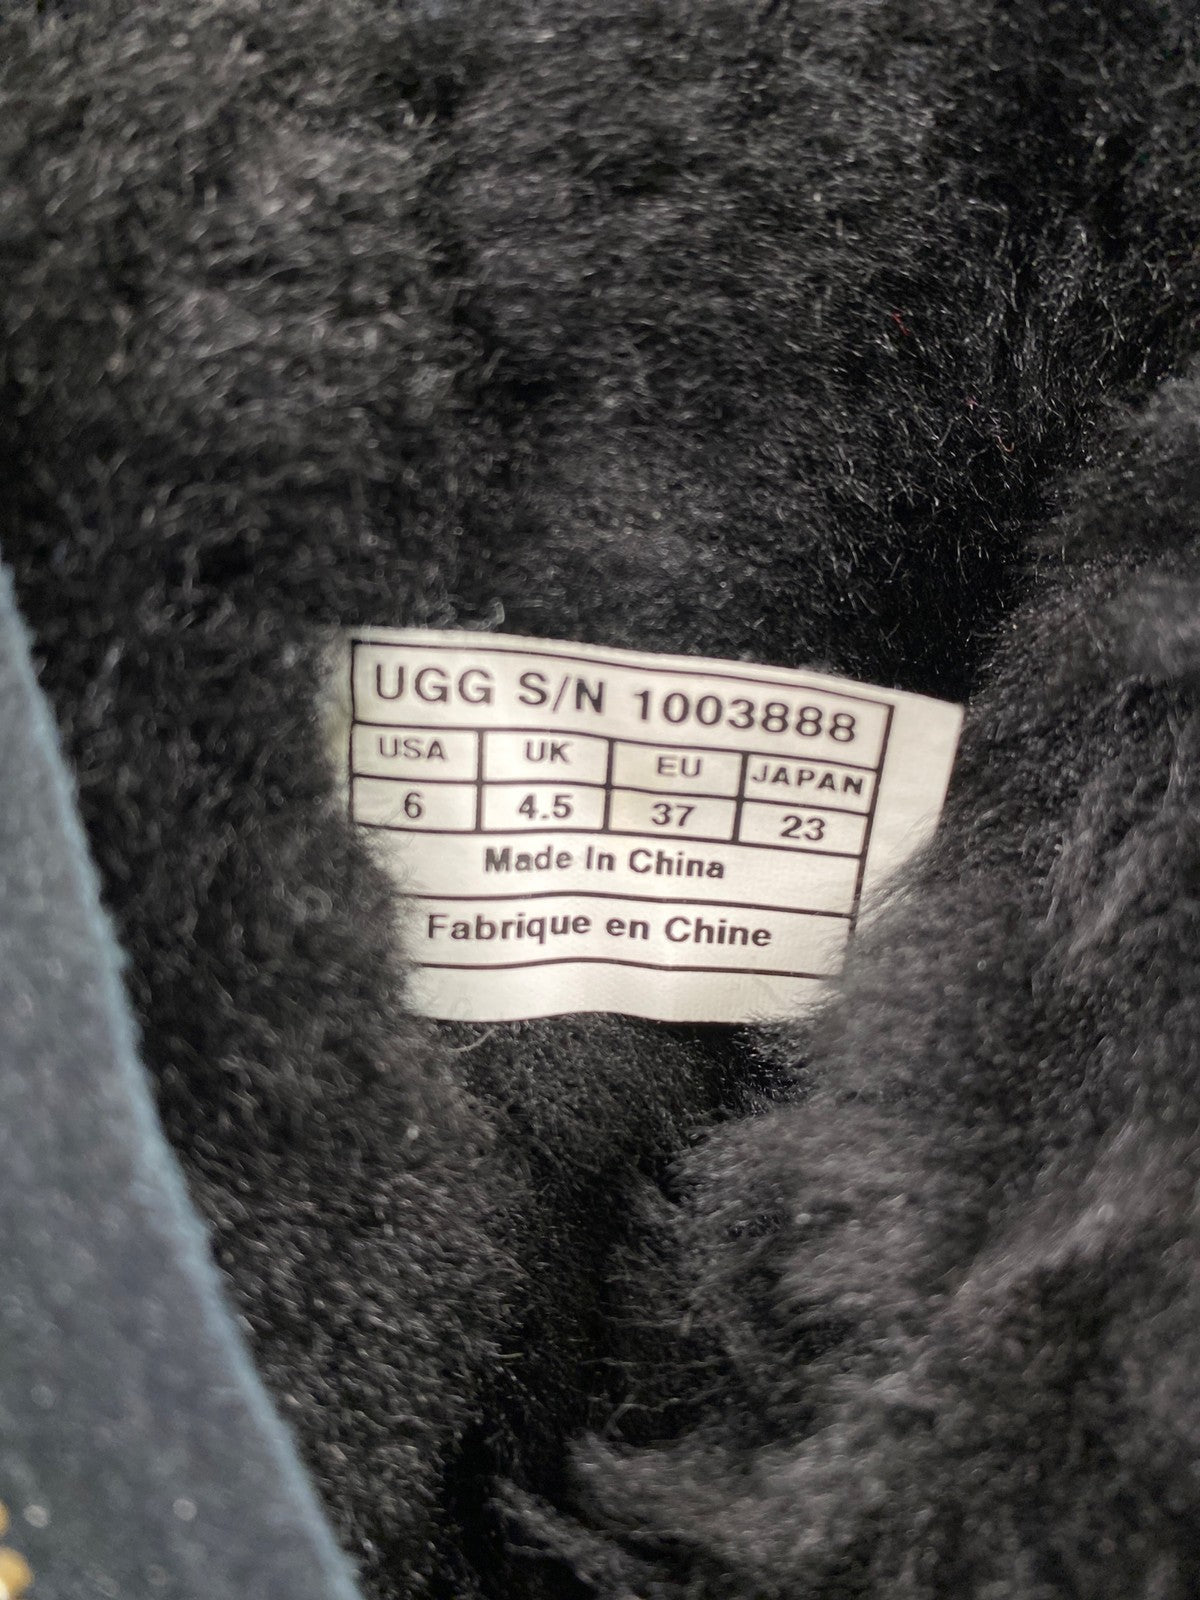 UGG S/N 1003888
USA UK EU JAPAN
6 4.5 37 23
Made In China
Fabrique en Chine